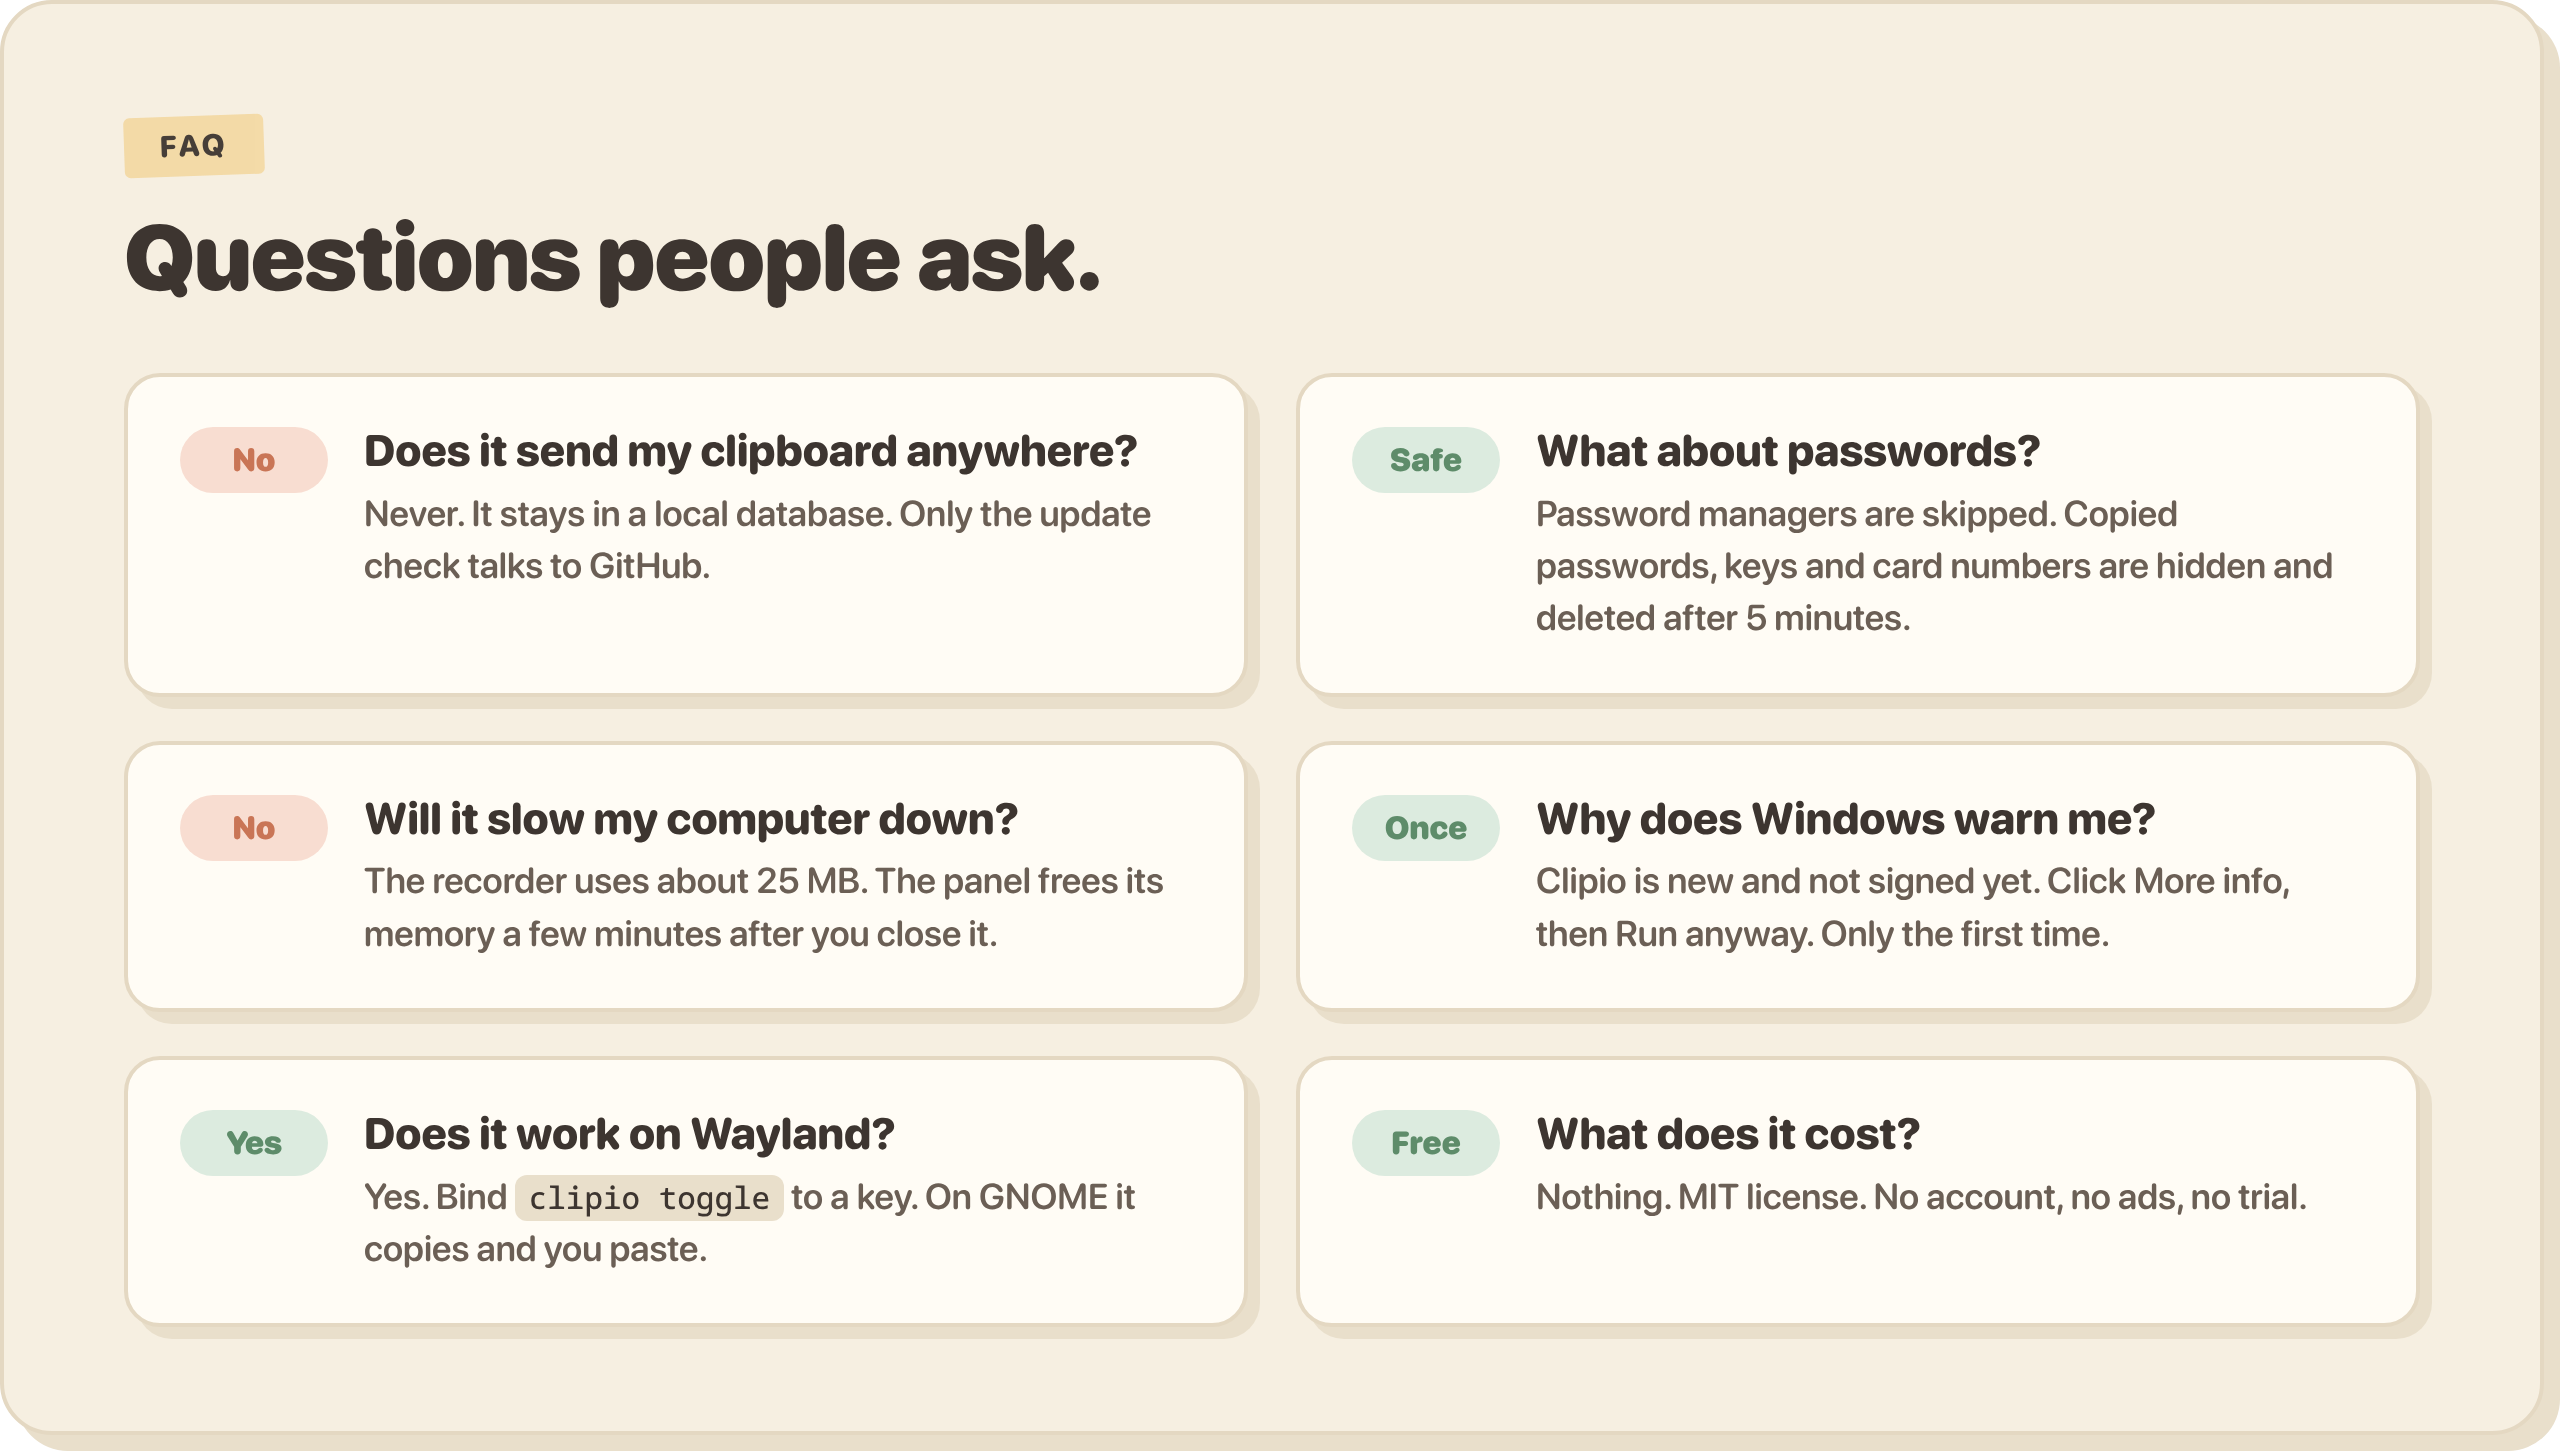 FAQ
Questions people ask.
No
Does it send my clipboard anywhere?
Never. It stays in a local database. Only the update
check talks to GitHub.
Safe
What about passwords?
Password managers are skipped. Copied
passwords, keys and card numbers are hidden and
deleted after 5 minutes.
No
Will it slow my computer down?
The recorder uses about 25 MB. The panel frees its
memory a few minutes after you close it.
Once
Why does Windows warn me?
Clipio is new and not signed yet. Click More info,
then Run anyway. Only the first time.
Yes
Does it work on Wayland?
Yes. Bind clipio toggle to a key. On GNOME it
copies and you paste.
Free
What does it cost?
Nothing. MIT license. No account, no ads, no trial.